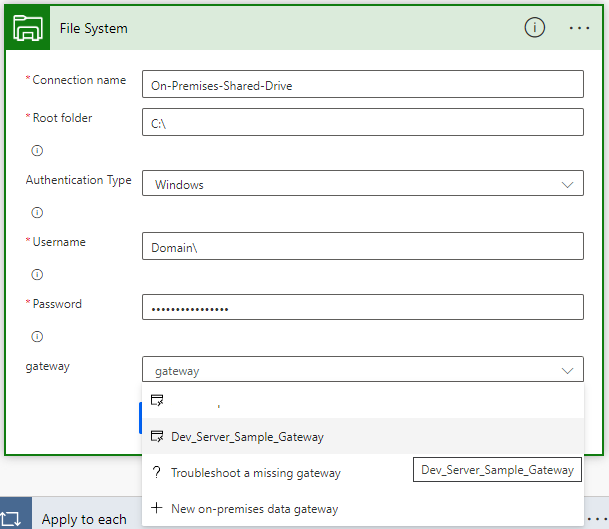 File System
* Connection name
On-Premises-Shared-Drive
* Root folder
C:\
Authentication Type
Windows
* Username
Domain\
* Password
••••••••••••••••
gateway
gateway
Dev_Server_Sample_Gateway
? Troubleshoot a missing gateway
Dev_Server_Sample_Gateway
+ New on-premises data gateway
Apply to each